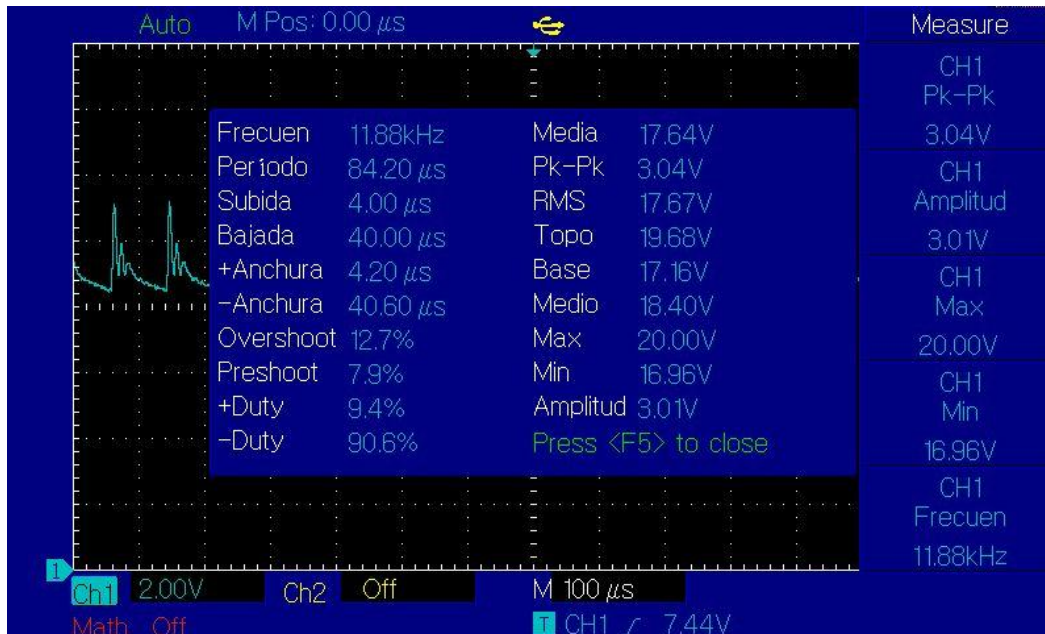 Auto M Pos: 0.00 μs Measure
CH1
Pk-Pk
3.04V
CH1
Amplitud
3.01V
CH1
Max
20.00V
CH1
Min
16.96V
CH1
Frecuen
11.88kHz
Frecuen 11.88kHz Media 17.64V
Período 84.20 μs Pk-Pk 3.04V
Subida 4.00 μs RMS 17.67V
Bajada 40.00 μs Topo 19.68V
+Anchura 4.20 μs Base 17.16V
-Anchura 40.60 μs Medio 18.40V
Overshoot 12.7% Max 20.00V
Preshoot 7.9% Min 16.96V
+Duty 9.4% Amplitud 3.01V
-Duty 90.6% Press <F5> to close
1
Ch1 2.00V Ch2 Off M 100 μs
Math Off T CH1 / 7.44V